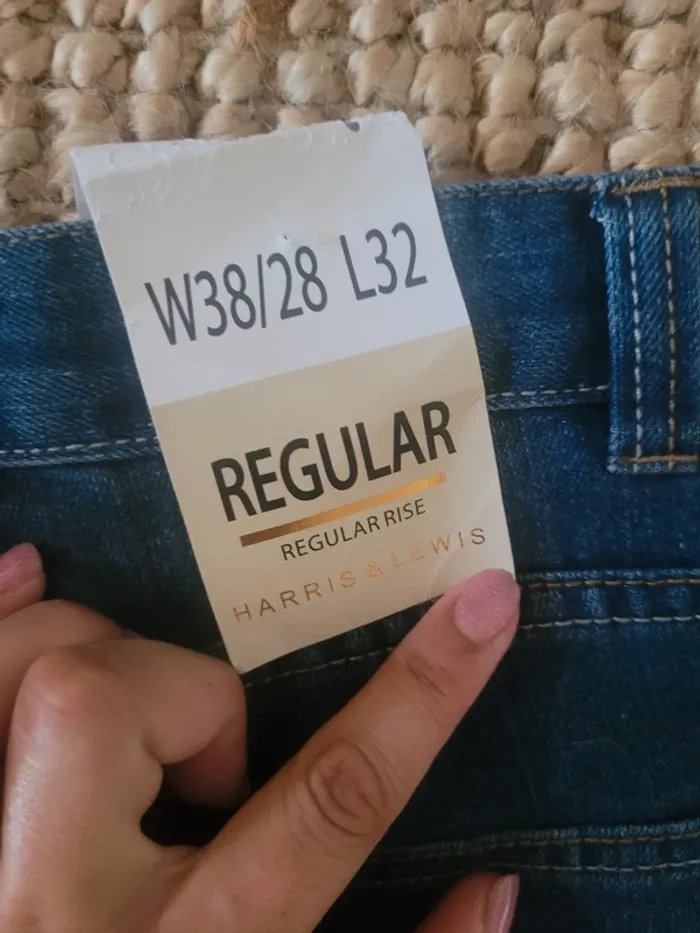 W38/28 L32
REGULAR
REGULAR RISE
HARRIS & LEWIS